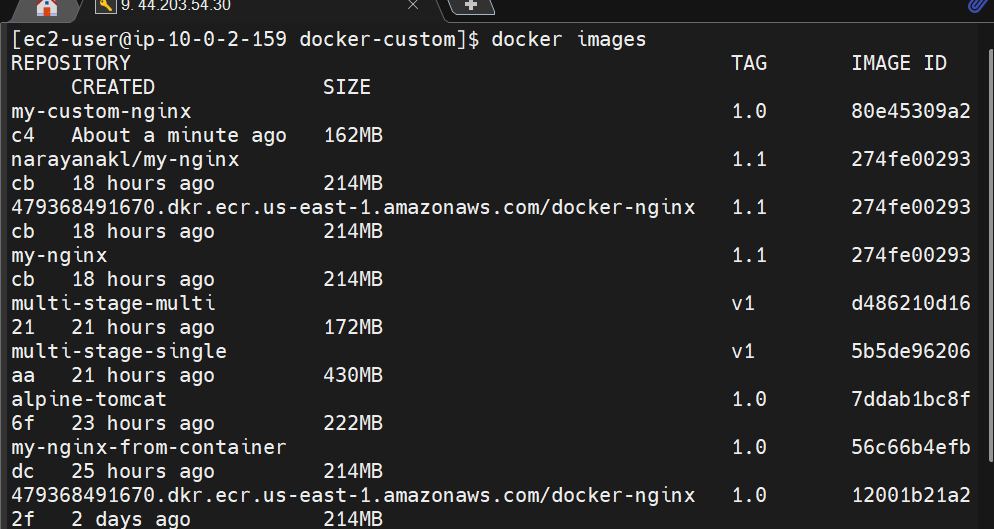 9. 44.203.54.30
[ec2-user@ip-10-0-2-159 docker-custom]$ docker images
REPOSITORY TAG IMAGE ID
CREATED SIZE
my-custom-nginx 1.0 80e45309a2
c4 About a minute ago 162MB
narayanakl/my-nginx 1.1 274fe00293
cb 18 hours ago 214MB
479368491670.dkr.ecr.us-east-1.amazonaws.com/docker-nginx 1.1 274fe00293
cb 18 hours ago 214MB
my-nginx 1.1 274fe00293
cb 18 hours ago 214MB
multi-stage-multi v1 d486210d16
21 21 hours ago 172MB
multi-stage-single v1 5b5de96206
aa 21 hours ago 430MB
alpine-tomcat 1.0 7ddab1bc8f
6f 23 hours ago 222MB
my-nginx-from-container 1.0 56c66b4efb
dc 25 hours ago 214MB
479368491670.dkr.ecr.us-east-1.amazonaws.com/docker-nginx 1.0 12001b21a2
2f 2 days ago 214MB